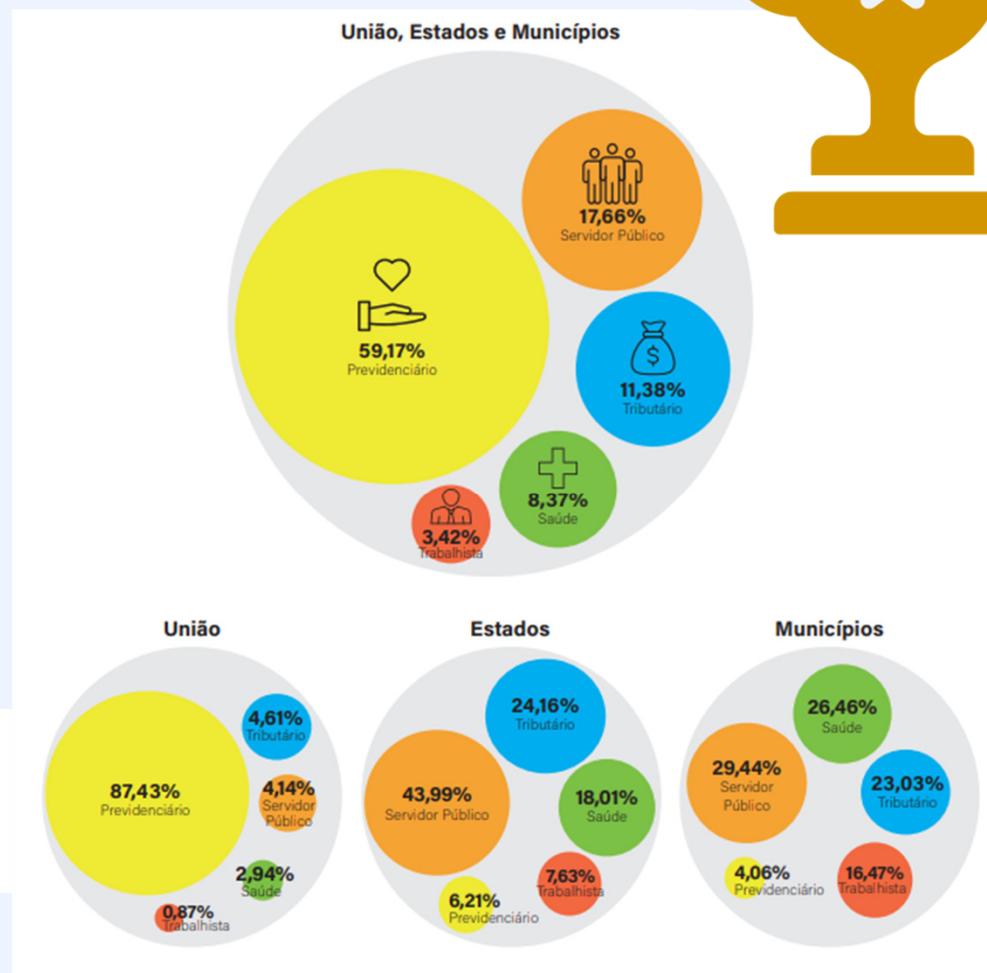 União, Estados e Municípios
17,66%
Servidor Público
59,17%
Previdenciário
$
11,38%
Tributário
8,37%
Saúde
3,42%
Trabalhista
União
87,43%
Previdenciário
4,61%
Tributário
4,14%
Servidor
Público
2,94%
Saúde
0,87%
Trabalhista
Estados
24,16%
Tributário
43,99%
Servidor Público
18,01%
Saúde
7,63%
Trabalhista
6,21%
Previdenciário
Municípios
26,46%
Saúde
29,44%
Servidor
Público
23,03%
Tributário
4,06%
Previdenciário
16,47%
Trabalhista